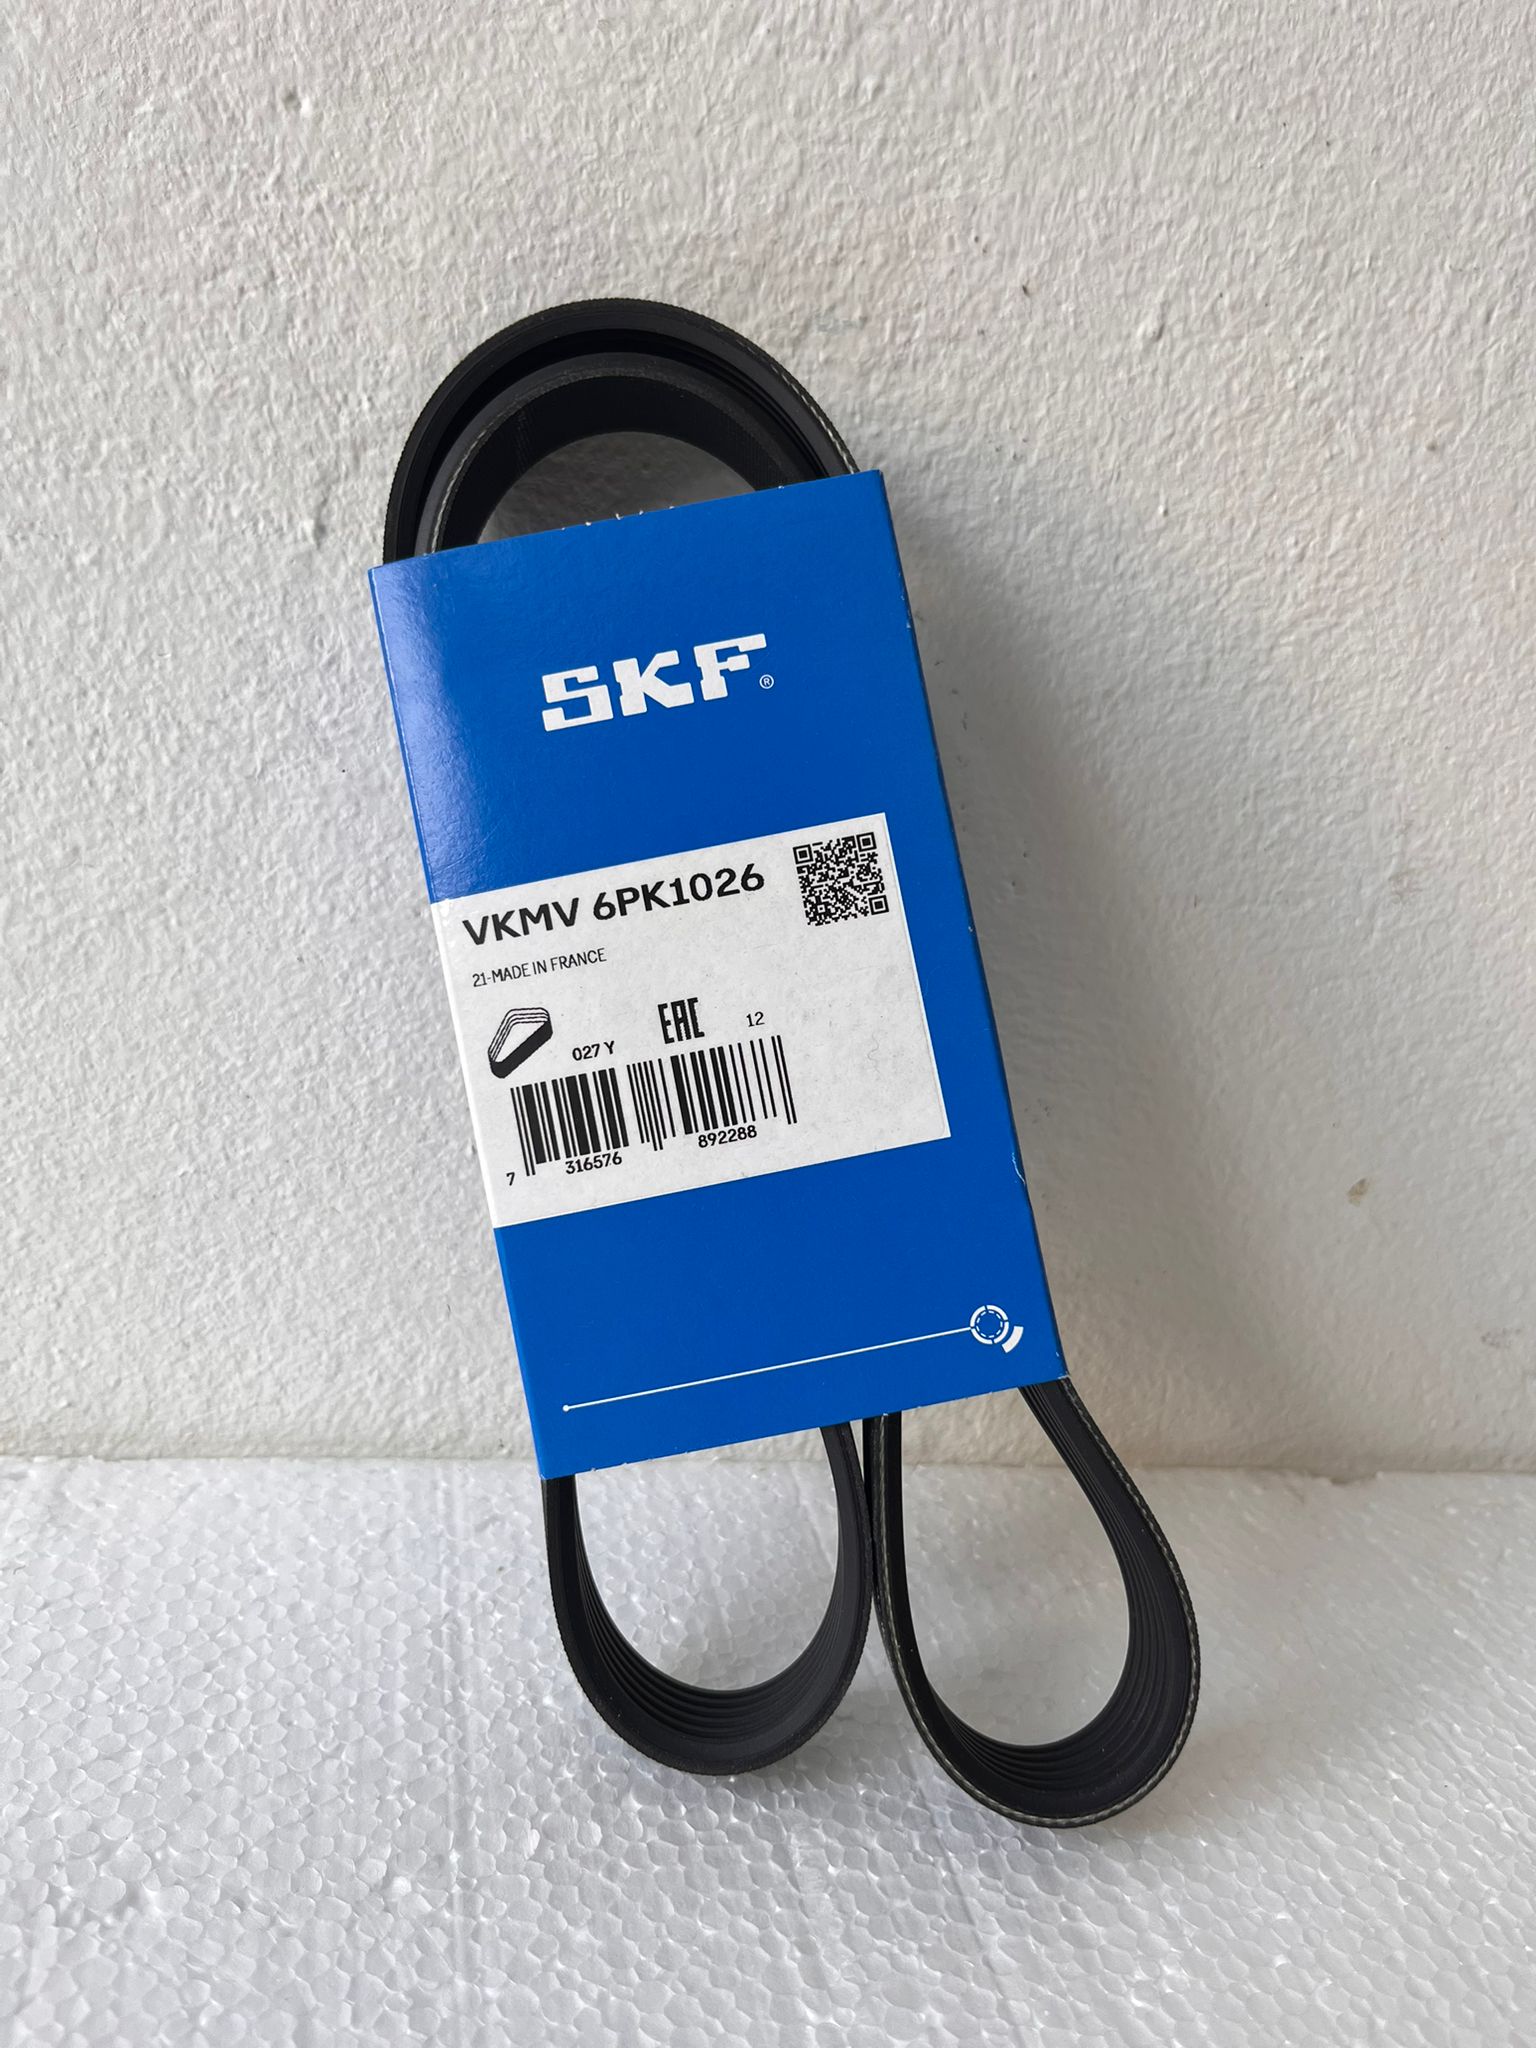 SKF®
VKMV 6PK1026
21-MADE IN FRANCE
027 Y EAC 12
7 316576 892288